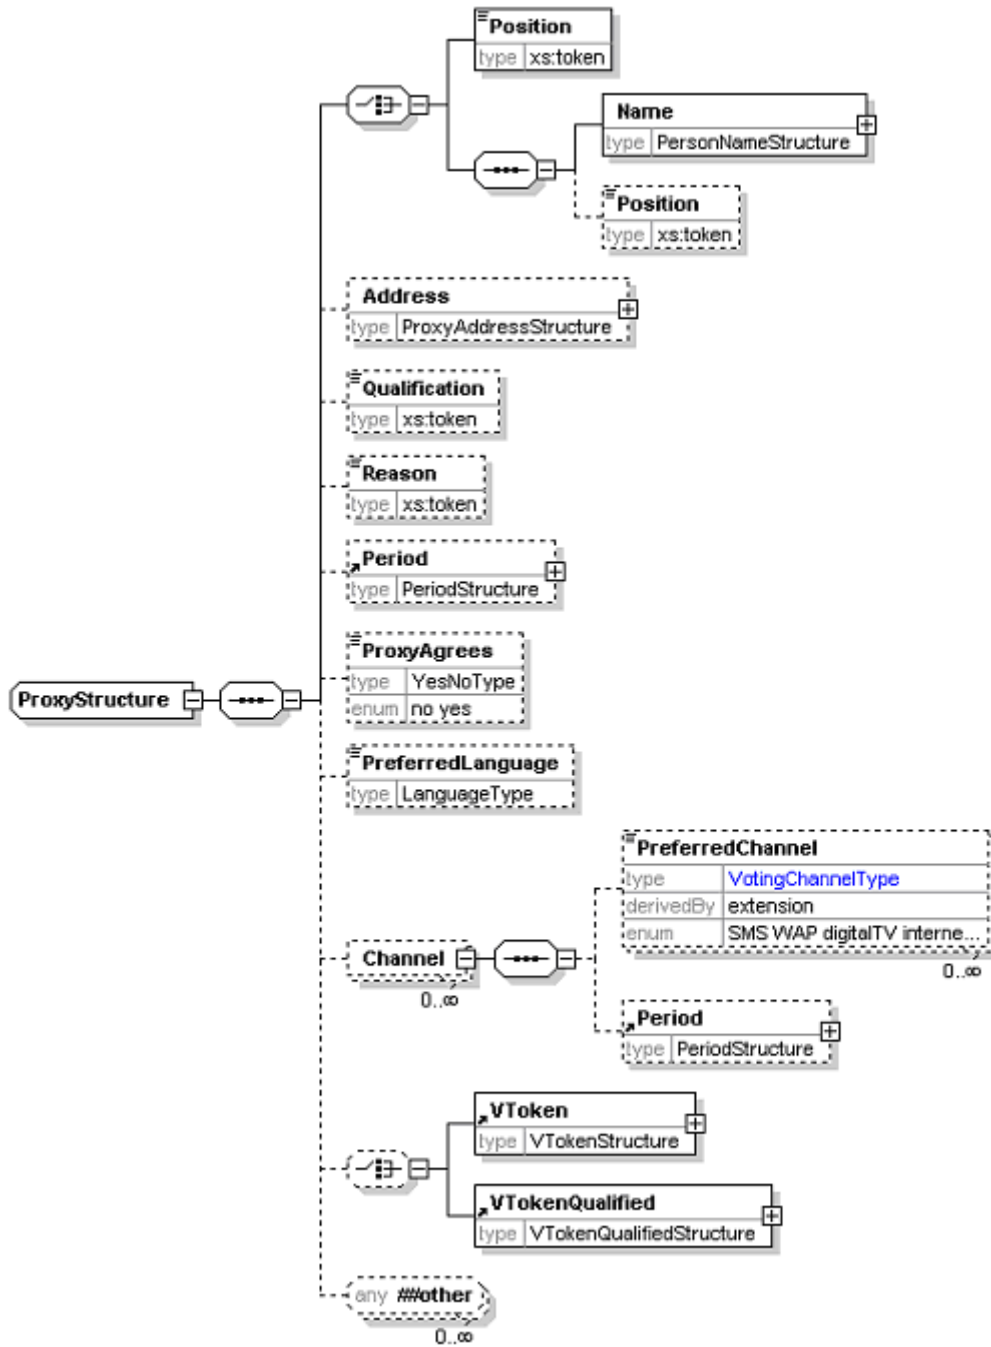 Position
type xs:token
Name
type PersonNameStructure
Position
type xs:token
Address
type ProxyAddressStructure
Qualification
type xs:token
Reason
type xs:token
Period
type PeriodStructure
ProxyAgrees
type YesNoType
enum no yes
ProxyStructure
PreferredLanguage
type LanguageType
PreferredChannel
type VotingChannelType
derivedBy extension
enum SMS WAP digitalTV interne...
0..∞
Channel
0..∞
Period
type PeriodStructure
VToken
type VTokenStructure
VTokenQualified
type VTokenQualifiedStructure
any ##other
0..∞